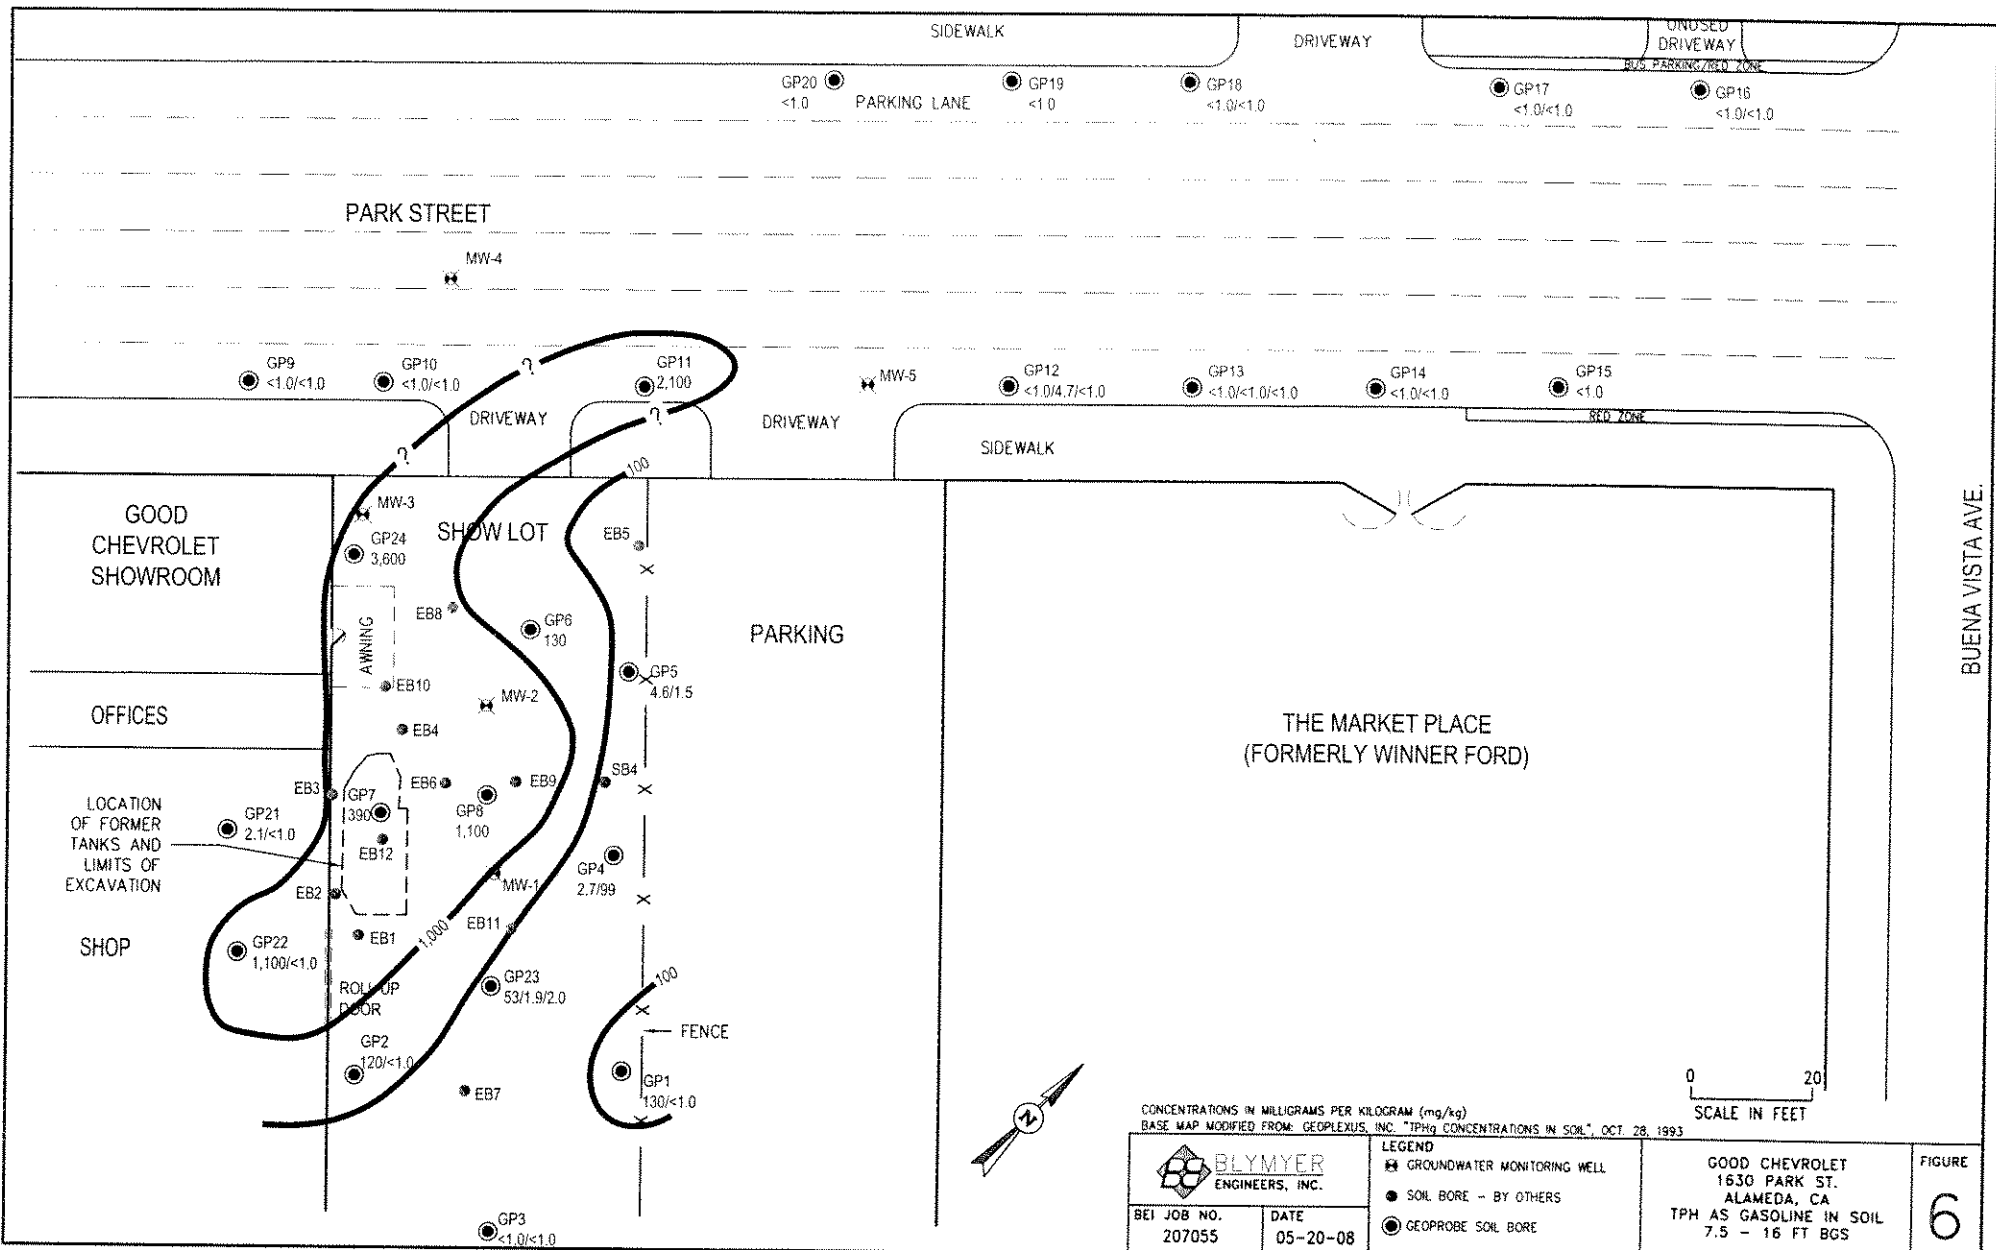 SIDEWALK
DRIVEWAY
UNUSED
DRIVEWAY
BUS PARKING/RED ZONE
GP20
<1.0
PARKING LANE
GP19
<1.0
GP18
<1.0/<1.0
GP17
<1.0/<1.0
GP16
<1.0/<1.0
PARK STREET
MW-4
GP9
<1.0/<1.0
GP10
<1.0/<1.0
?
GP11
2,100
MW-5
GP12
<1.0/4.7/<1.0
GP13
<1.0/<1.0/<1.0
GP14
<1.0/<1.0
GP15
<1.0
DRIVEWAY
?
DRIVEWAY
RED ZONE
?
SIDEWALK
100
GOOD
CHEVROLET
SHOWROOM
MW-3
GP24
3,600
SHOW LOT
EB5
BUENA VISTA AVE.
AWNING
EB8
GP6
130
PARKING
GP5
4.6/1.5
EB10
MW-2
OFFICES
EB4
THE MARKET PLACE
(FORMERLY WINNER FORD)
EB3
GP7
390
EB6
EB9
SB4
GP8
1,100
LOCATION
OF FORMER
TANKS AND
LIMITS OF
EXCAVATION
GP21
2.1/<1.0
EB12
GP4
2.7/99
EB2
MW-1
EB11
SHOP
EB1
1,000
GP22
1,100/<1.0
ROLL-UP
DOOR
GP23
53/1.9/2.0
100
FENCE
GP2
120/<1.0
EB7
GP1
130/<1.0
GP3
<1.0/<1.0
N
0 20
SCALE IN FEET
CONCENTRATIONS IN MILLIGRAMS PER KILOGRAM (mg/kg)
BASE MAP MODIFIED FROM: GEOPLEXUS, INC. "TPHg CONCENTRATIONS IN SOIL", OCT. 28, 1993
BLYMYER
ENGINEERS, INC.
BEI JOB NO.
207055
DATE
05-20-08
LEGEND
GROUNDWATER MONITORING WELL
SOIL BORE - BY OTHERS
GEOPROBE SOIL BORE
GOOD CHEVROLET
1630 PARK ST.
ALAMEDA, CA
TPH AS GASOLINE IN SOIL
7.5 - 16 FT BGS
FIGURE
6